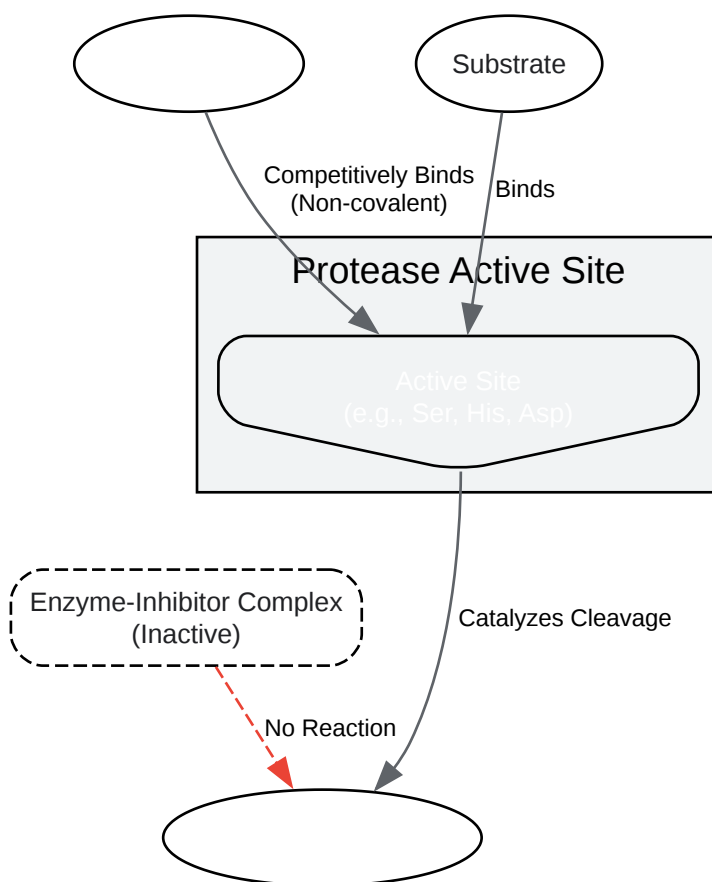 Substrate
Competitively Binds
(Non-covalent)
Binds
Protease Active Site
Active Site
(e.g., Ser, His, Asp)
Enzyme-Inhibitor Complex
(Inactive)
Catalyzes Cleavage
No Reaction